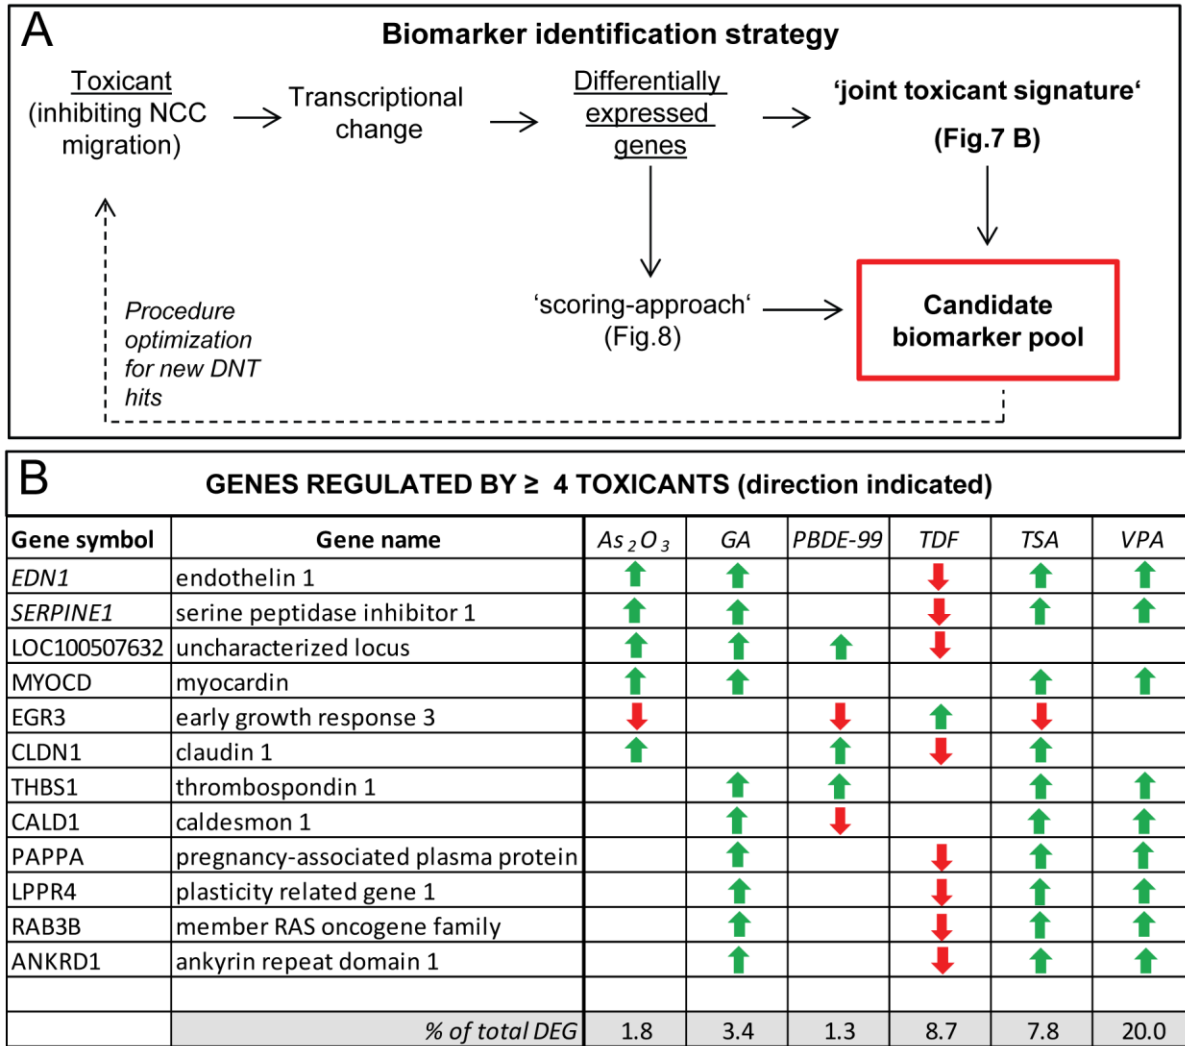 A
Biomarker identification strategy
Toxicant
(inhibiting NCC
migration)
Transcriptional
change
Differentially
expressed
genes
‘joint toxicant signature‘
(Fig.7 B)
Procedure
optimization
for new DNT
hits
‘scoring-approach‘
(Fig.8)
Candidate
biomarker pool
B
GENES REGULATED BY ≥ 4 TOXICANTS (direction indicated)
Gene symbol Gene name As2O3 GA PBDE-99 TDF TSA VPA
EDN1 endothelin 1
SERPINE1 serine peptidase inhibitor 1
LOC100507632 uncharacterized locus
MYOCD myocardin
EGR3 early growth response 3
CLDN1 claudin 1
THBS1 thrombospondin 1
CALD1 caldesmon 1
PAPPA pregnancy-associated plasma protein
LPPR4 plasticity related gene 1
RAB3B member RAS oncogene family
ANKRD1 ankyrin repeat domain 1
% of total DEG 1.8 3.4 1.3 8.7 7.8 20.0